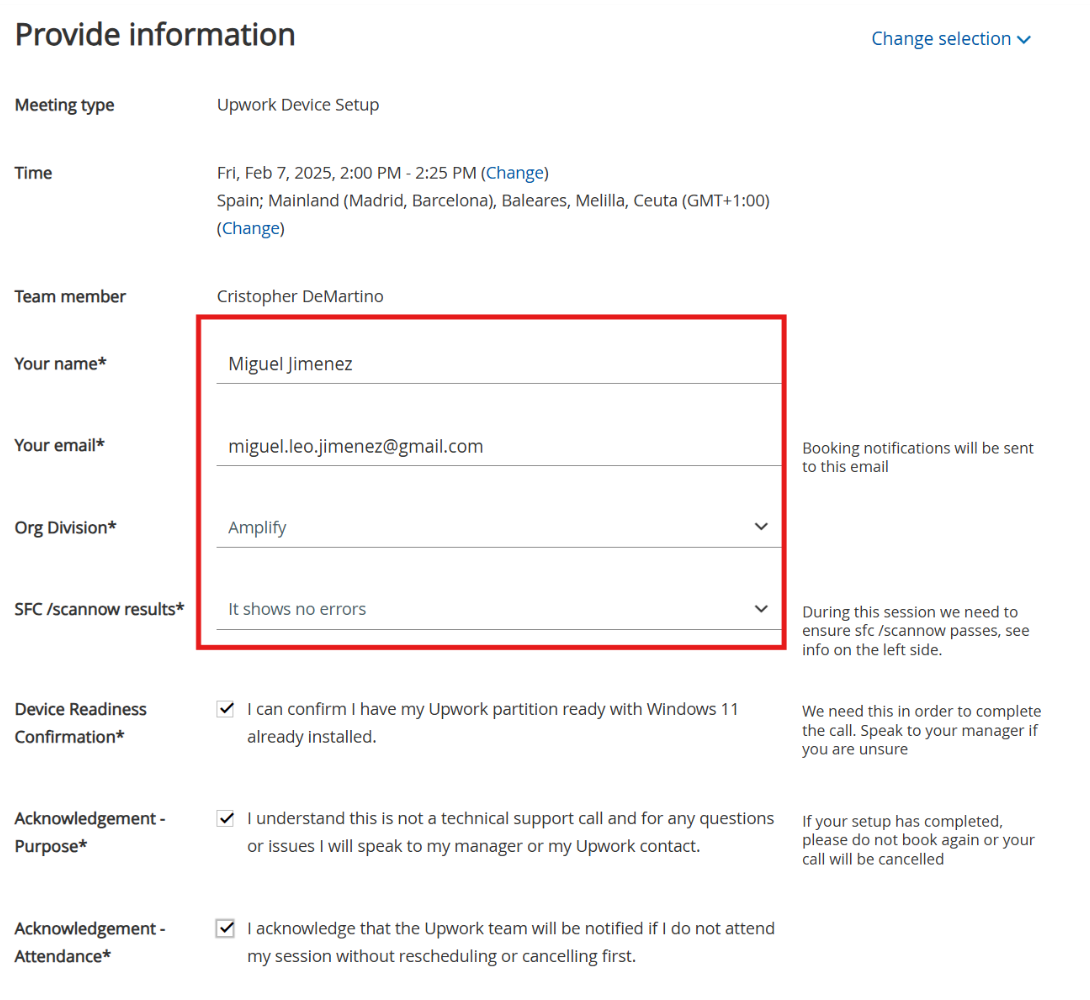 Provide information
Change selection
Meeting type
Upwork Device Setup
Time
Fri, Feb 7, 2025, 2:00 PM - 2:25 PM (Change)
Spain; Mainland (Madrid, Barcelona), Baleares, Melilla, Ceuta (GMT+1:00)
(Change)
Team member
Cristopher DeMartino
Your name*
Miguel Jimenez
Your email*
miguel.leo.jimenez@gmail.com
Booking notifications will be sent
to this email
Org Division*
Amplify
SFC /scannow results*
It shows no errors
During this session we need to
ensure sfc /scannow passes, see
info on the left side.
Device Readiness
Confirmation*
I can confirm I have my Upwork partition ready with Windows 11
already installed.
We need this in order to complete
the call. Speak to your manager if
you are unsure
Acknowledgement -
Purpose*
I understand this is not a technical support call and for any questions
or issues I will speak to my manager or my Upwork contact.
If your setup has completed,
please do not book again or your
call will be cancelled
Acknowledgement -
Attendance*
I acknowledge that the Upwork team will be notified if I do not attend
my session without rescheduling or cancelling first.